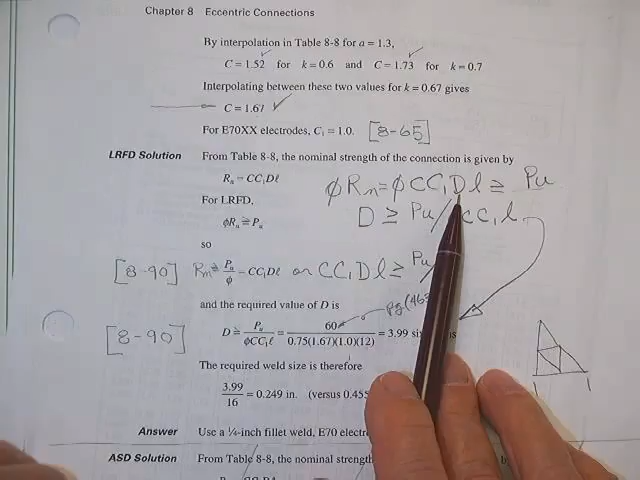 Chapter 8 Eccentric Connections
By interpolation in Table 8-8 for a = 1.3,
C = 1.52 for k = 0.6 and C = 1.73 for k = 0.7
Interpolating between these two values for k = 0.67 gives
C = 1.67
For E70XX electrodes, C₁ = 1.0. [8-65]
LRFD Solution From Table 8-8, the nominal strength of the connection is given by
Rₙ = CC₁Dℓ ϕRₙ = ϕCC₁Dℓ ≥ Pu
For LRFD, D ≥ Pu/ CC₁ℓ
ϕRₙ ≥ Pᵤ
so
[8-90] Rₙ ≥ Pᵤ/ϕ = CC₁Dℓ or CC₁Dℓ ≥ Pu/
and the required value of D is pg(463
[8-90] D ≥ Pᵤ/ϕCC₁ℓ = 60/0.75(1.67)(1.0)(12) = 3.99
The required weld size is therefore
3.99/16 = 0.249 in. (versus 0.455
Answer Use a ¼-inch fillet weld, E70
ASD Solution From Table 8-8, the nominal by